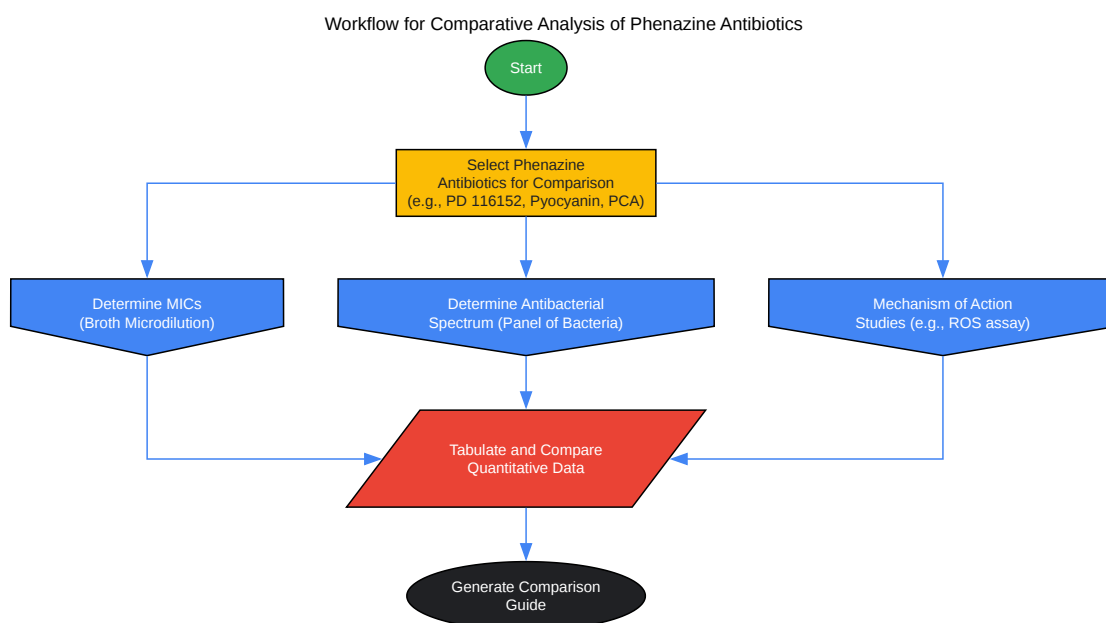 Workflow for Comparative Analysis of Phenazine Antibiotics
Start
Select Phenazine
Antibiotics for Comparison
(e.g., PD 116152, Pyocyanin, PCA)
Determine MICs
(Broth Microdilution)
Determine Antibacterial
Spectrum (Panel of Bacteria)
Mechanism of Action
Studies (e.g., ROS assay)
Tabulate and Compare
Quantitative Data
Generate Comparison
Guide